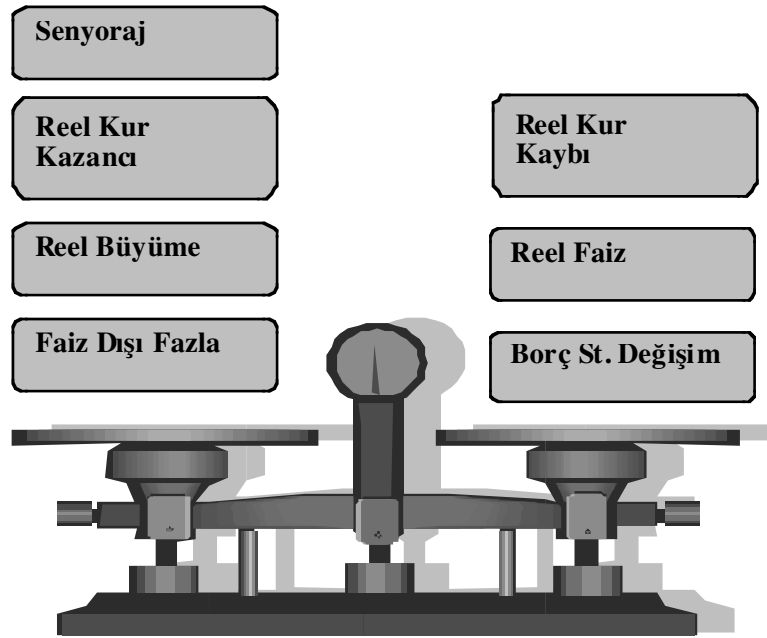 Senyoraj
Reel Kur
Kazancı
Reel Büyüme
Faiz Dışı Fazla
Reel Kur
Kaybı
Reel Faiz
Borç St. Değişim